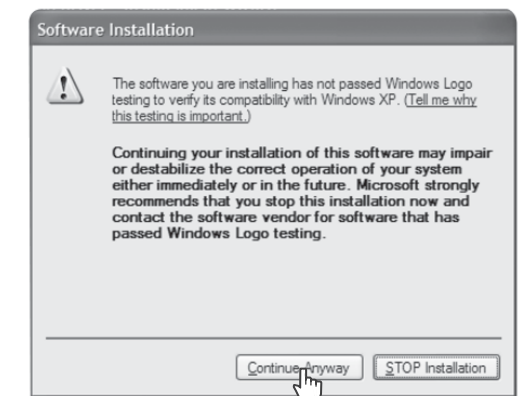 Software Installation
The software you are installing has not passed Windows Logo
testing to verify its compatibility with Windows XP. (Tell me why
this testing is important.)
Continuing your installation of this software may impair
or destabilize the correct operation of your system
either immediately or in the future. Microsoft strongly
recommends that you stop this installation now and
contact the software vendor for software that has
passed Windows Logo testing.
Continue Anyway STOP Installation